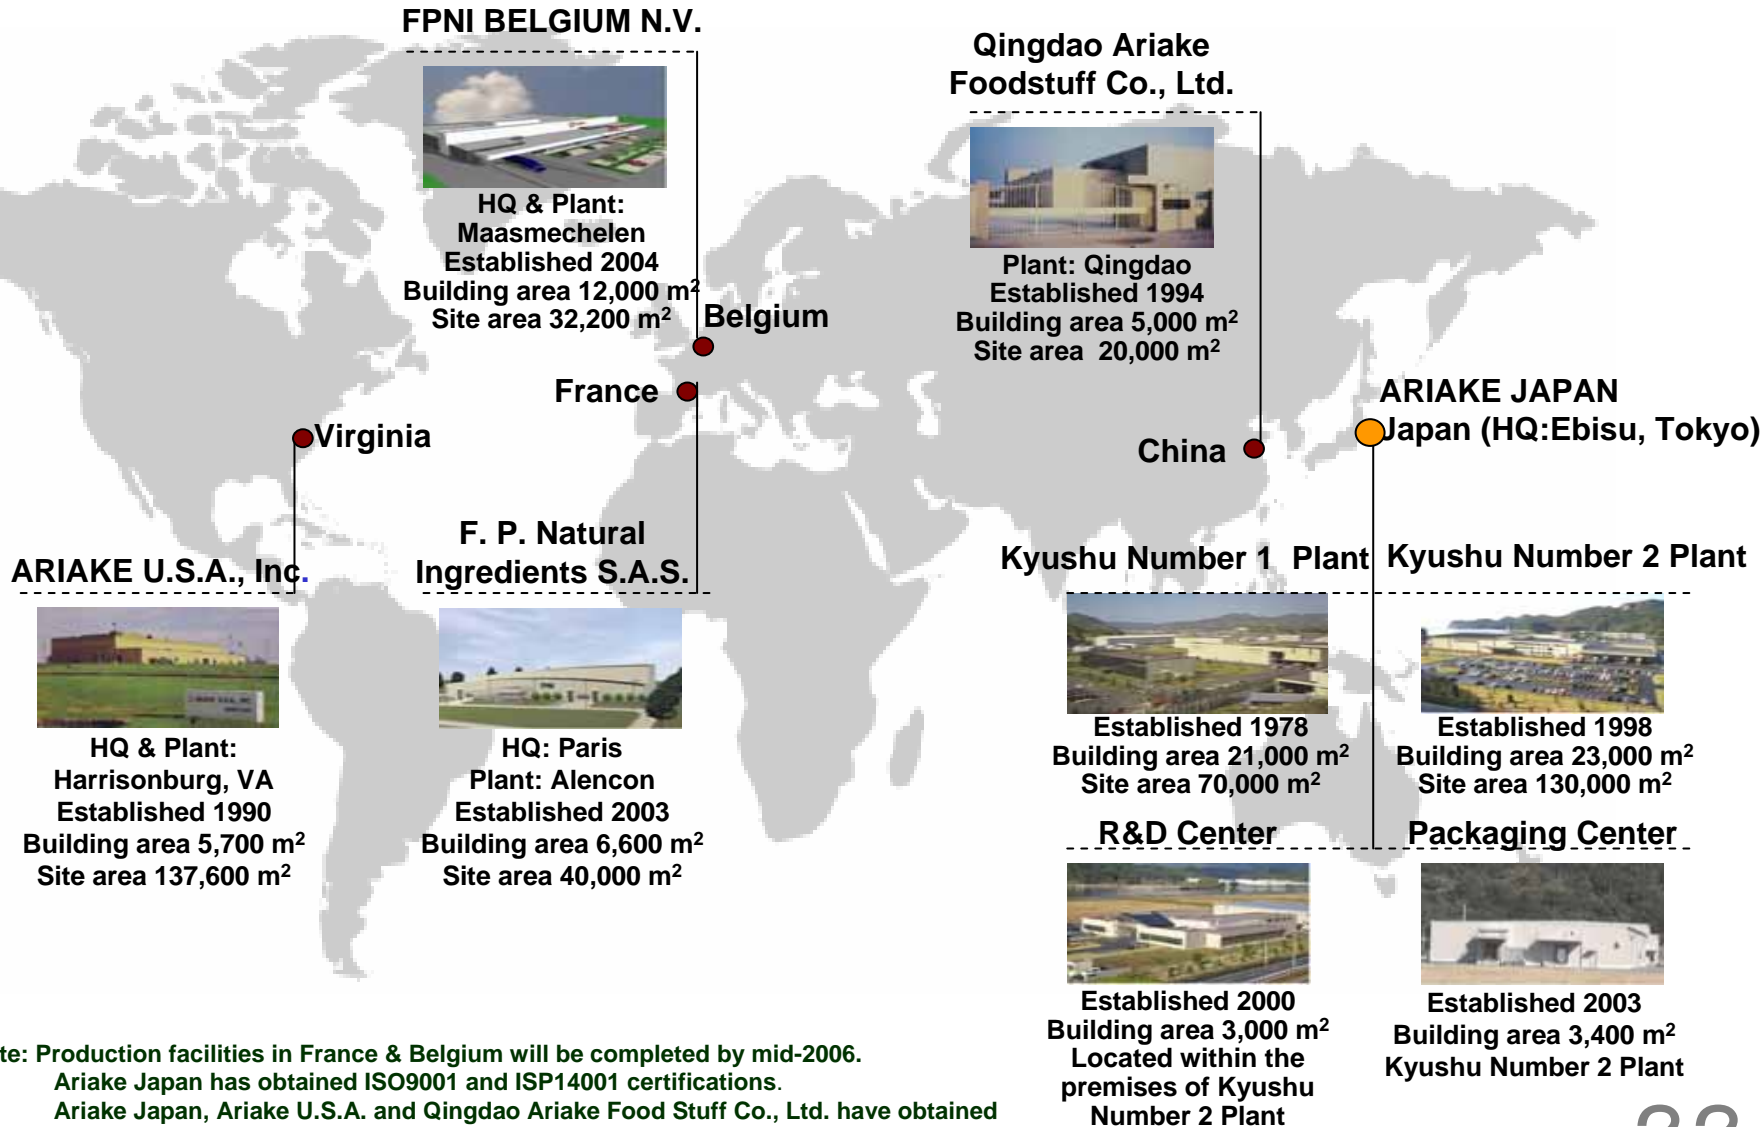 FPNI BELGIUM N.V.
HQ & Plant:
Maasmechelen
Established 2004
Building area 12,000 m²
Site area 32,200 m²
Belgium
Qingdao Ariake
Foodstuff Co., Ltd.
Plant: Qingdao
Established 1994
Building area 5,000 m²
Site area  20,000 m²
France
Virginia
China
ARIAKE JAPAN
Japan (HQ:Ebisu, Tokyo)
ARIAKE U.S.A., Inc.
HQ & Plant:
Harrisonburg, VA
Established 1990
Building area 5,700 m²
Site area 137,600 m²
F. P. Natural
Ingredients S.A.S.
HQ: Paris
Plant: Alencon
Established 2003
Building area 6,600 m²
Site area 40,000 m²
Kyushu Number 1  Plant
Established 1978
Building area 21,000 m²
Site area 70,000 m²
Kyushu Number 2 Plant
Established 1998
Building area 23,000 m²
Site area 130,000 m²
R&D Center
Established 2000
Building area 3,000 m²
Located within the
premises of Kyushu
Number 2 Plant
Packaging Center
Established 2003
Building area 3,400 m²
Kyushu Number 2 Plant
te: Production facilities in France & Belgium will be completed by mid-2006.
Ariake Japan has obtained ISO9001 and ISP14001 certifications.
Ariake Japan, Ariake U.S.A. and Qingdao Ariake Food Stuff Co., Ltd. have obtained